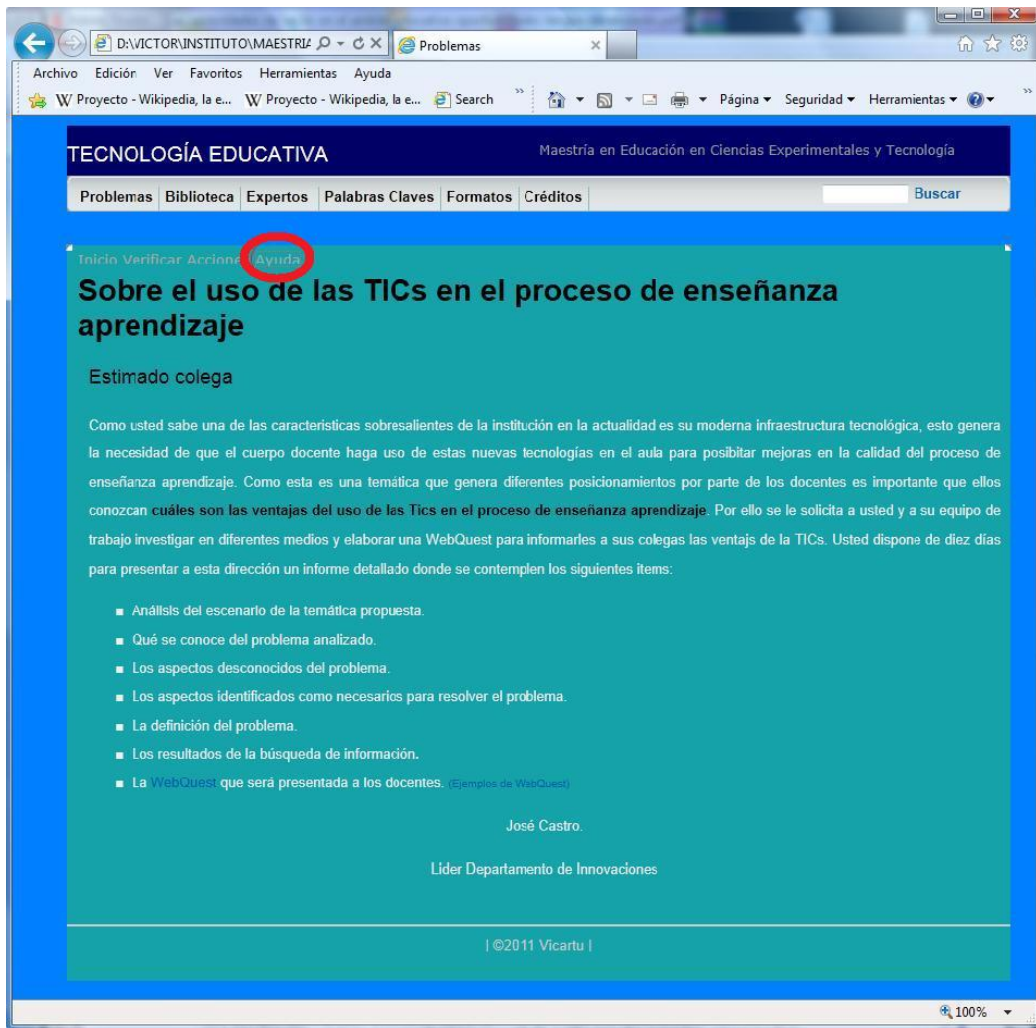 D:\VICTOR\INSTITUTO\MAESTRIA
Problemas
Archivo Edición Ver Favoritos Herramientas Ayuda
Proyecto - Wikipedia, la e... Proyecto - Wikipedia, la e... Search Página Seguridad Herramientas
TECNOLOGÍA EDUCATIVA Maestría en Educación en Ciencias Experimentales y Tecnología
Problemas Biblioteca Expertos Palabras Claves Formatos Créditos Buscar
Inicio Verificar Accione Ayuda
Sobre el uso de las TICs en el proceso de enseñanza
aprendizaje
Estimado colega
Como usted sabe una de las caracteristicas sobresalientes de la institución en la actualidad es su moderna infraestructura tecnológica, esto genera
la necesidad de que el cuerpo docente haga uso de estas nuevas tecnologías en el aula para posibitar mejoras en la calidad del proceso de
enseñanza aprendizaje. Como esta es una temática que genera diferentes posicionamientos por parte de los docentes es importante que ellos
conozcan cuáles son las ventajas del uso de las Tics en el proceso de enseñanza aprendizaje. Por ello se le solicita a usted y a su equipo de
trabajo investigar en diferentes medios y elaborar una WebQuest para informarles a sus colegas las ventajs de la TICs. Usted dispone de diez días
para presentar a esta dirección un informe detallado donde se contemplen los siguientes items:
Análisis del escenario de la temática propuesta.
Qué se conoce del problema analizado.
Los aspectos desconocidos del problema.
Los aspectos identificados como necesarios para resolver el problema.
La definición del problema.
Los resultados de la búsqueda de información.
La WebQuest que será presentada a los docentes. (Ejemplos de WebQuest)
José Castro.
Lider Departamento de Innovaciones
| ©2011 Vicartu |
100%